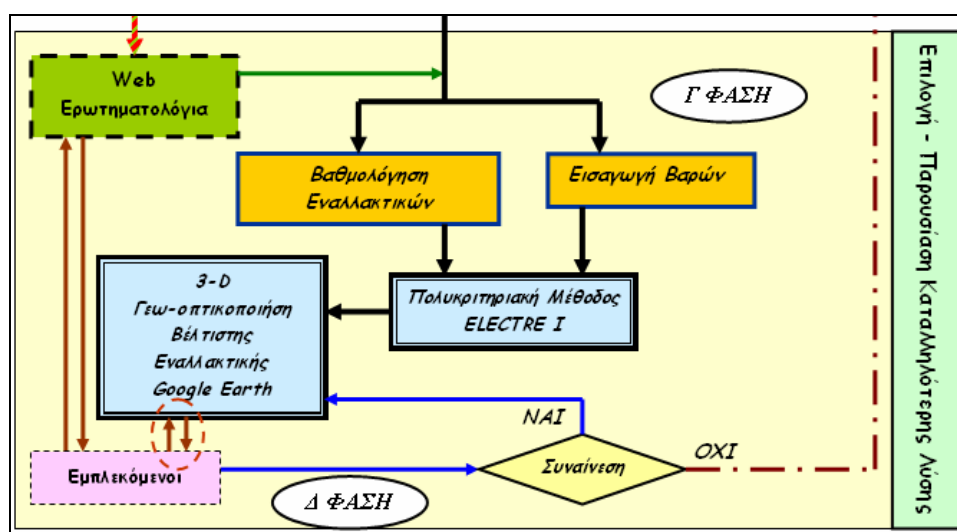 Web
Ερωτηματολόγια
Γ ΦΑΣΗ
Βαθμολόγηση
Εναλλακτικών
Εισαγωγή Βαρών
3-D
Γεω-οπτικοποιήση
Βέλτιστης
Εναλλακτικής
Google Earth
Πολυκριτηριακή Μέθοδος
ELECTRE I
ΝΑΙ
ΟΧΙ
Συναίνεση
Εμπλεκόμενοι
Δ ΦΑΣΗ
Επιλογή - Παρουσίαση Καταλληλότερης Λύσης